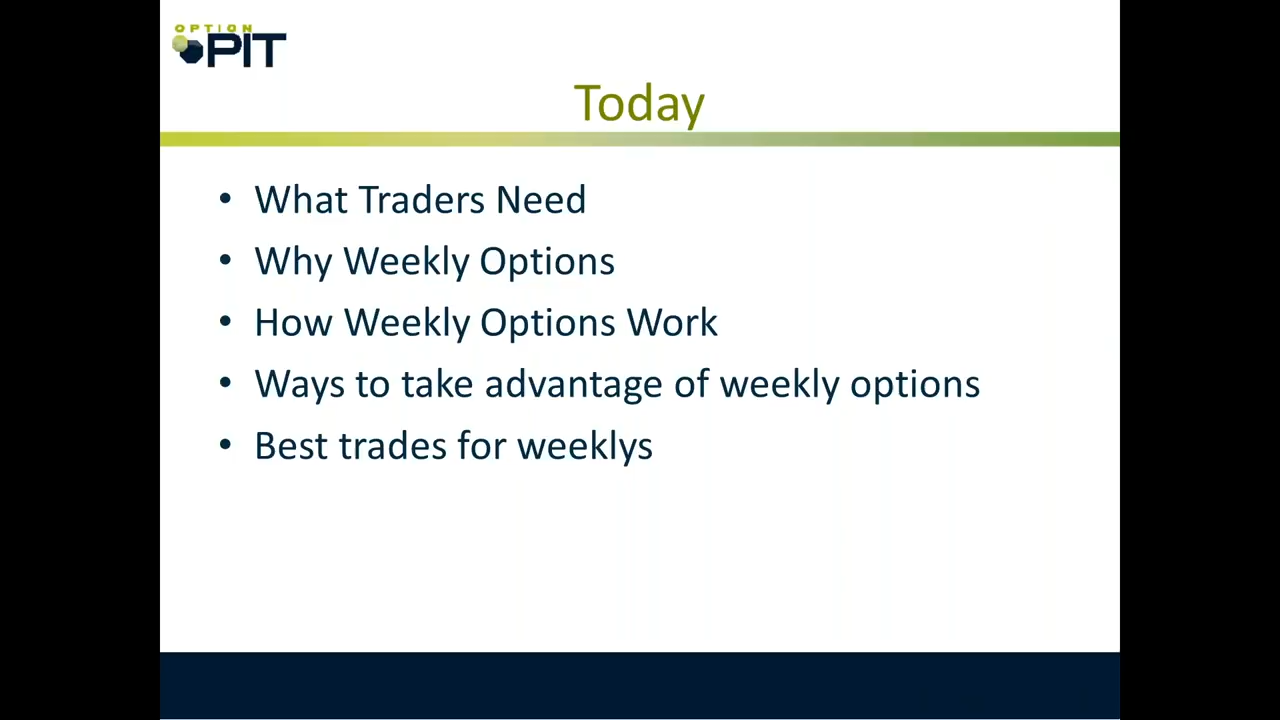 OPTION
PIT
Today
• What Traders Need
• Why Weekly Options
• How Weekly Options Work
• Ways to take advantage of weekly options
• Best trades for weeklys